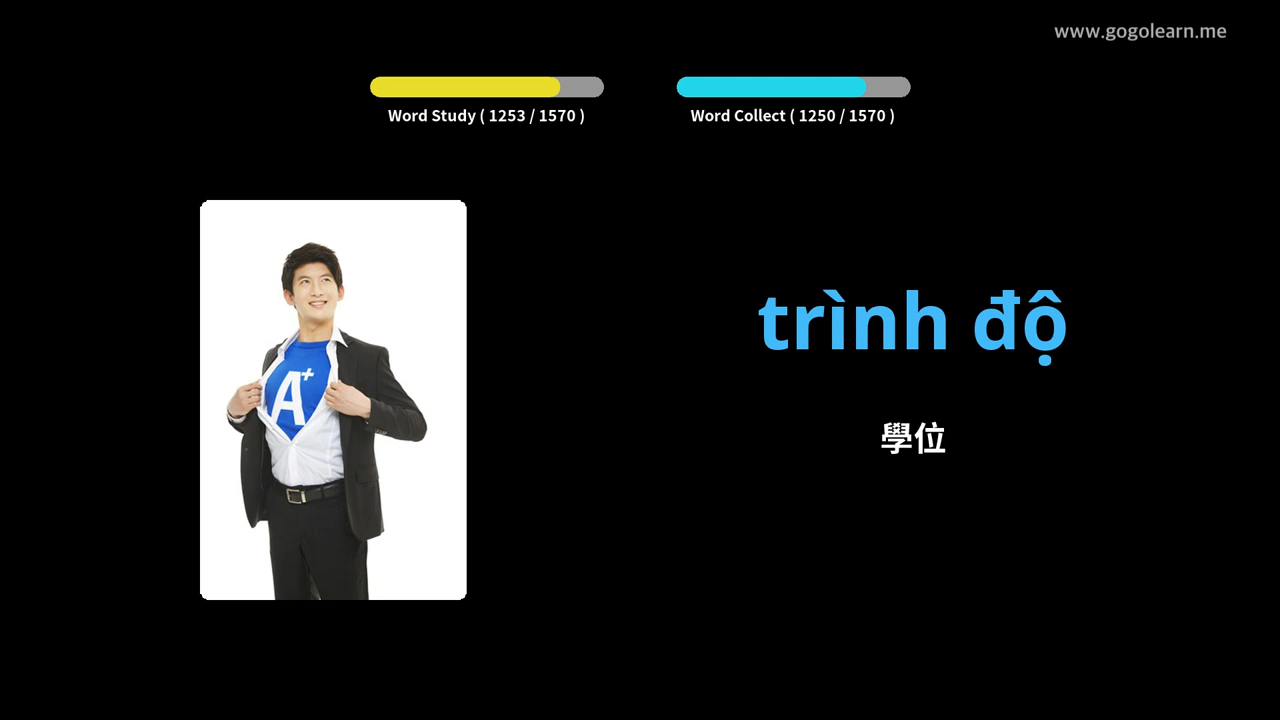 www.gogolearn.me
Word Study ( 1253 / 1570 )
Word Collect ( 1250 / 1570 )
A+
trình độ
學位